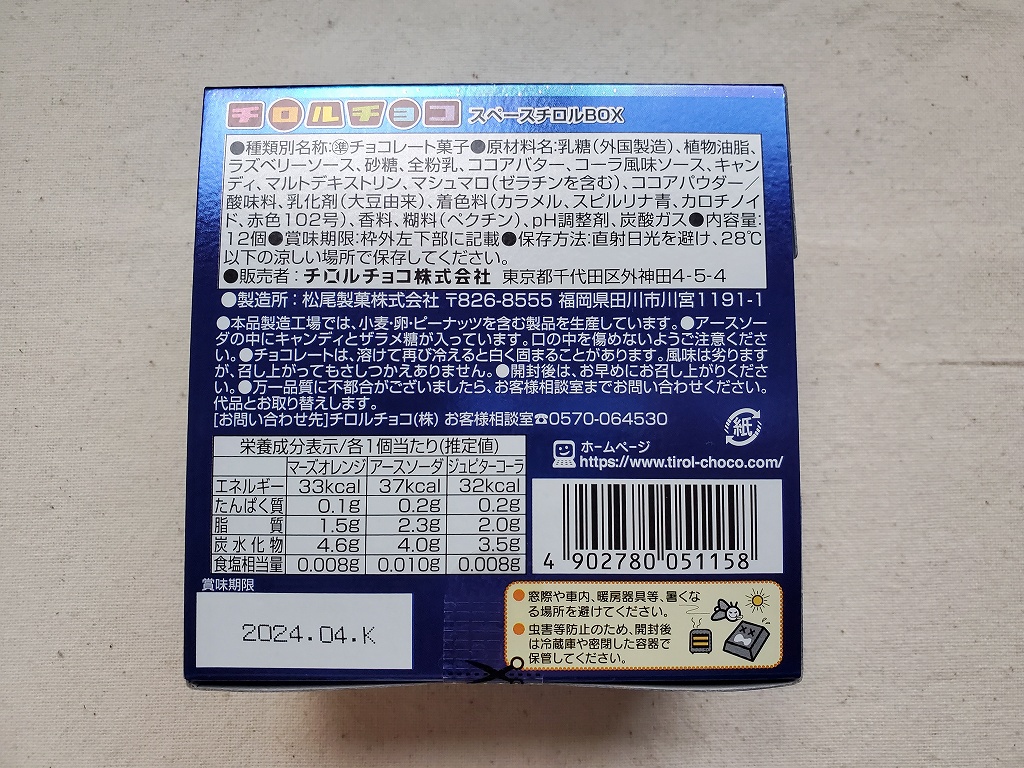 チロルチョコ スペースチロルBOX
●種類別名称:準チョコレート菓子●原材料名:乳糖(外国製造)、植物油脂、
ラズベリーソース、砂糖、全粉乳、ココアバター、コーラ風味ソース、キャン
ディ、マルトデキストリン、マシュマロ(ゼラチンを含む)、ココアパウダー／
酸味料、乳化剤(大豆由来)、着色料(カラメル、スピルリナ青、カロチノイ
ド、赤色102号)、香料、糊料(ペクチン)、pH調整剤、炭酸ガス●内容量:
12個●賞味期限:枠外左下部に記載●保存方法:直射日光を避け、28℃
以下の涼しい場所で保存してください。
●販売者:チロルチョコ株式会社 東京都千代田区外神田4-5-4
●製造所:松尾製菓株式会社 〒826-8555 福岡県田川市川宮1191-1
●本品製造工場では、小麦・卵・ピーナッツを含む製品を生産しています。●アースソー
ダの中にキャンディとザラメ糖が入っています。口の中を傷めないようご注意くださ
い。●チョコレートは、溶けて再び冷えると白く固まることがあります。風味は劣ります
が、召し上がってもさしつかえありません。●開封後は、お早めにお召し上がりくださ
い。●万一品質に不都合がございましたら、お客様相談室までお問い合わせください。
代品とお取り替えします。
[お問い合わせ先]チロルチョコ(株) お客様相談室☎0570-064530
紙
ホームページ
https://www.tirol-choco.com/
栄養成分表示/各1個当たり(推定値)
マーズオレンジ アースソーダ ジュピターコーラ
エネルギー 33kcal 37kcal 32kcal
たんぱく質 0.1g 0.2g 0.2g
脂質 1.5g 2.3g 2.0g
炭水化物 4.6g 4.0g 3.5g
食塩相当量 0.008g 0.010g 0.008g
4 902780 051158
賞味期限
2024.04.K
●窓際や車内、暖房器具等、暑くな
る場所を避けてください。
●虫害等防止のため、開封後
は冷蔵庫や密閉した容器で
保管してください。